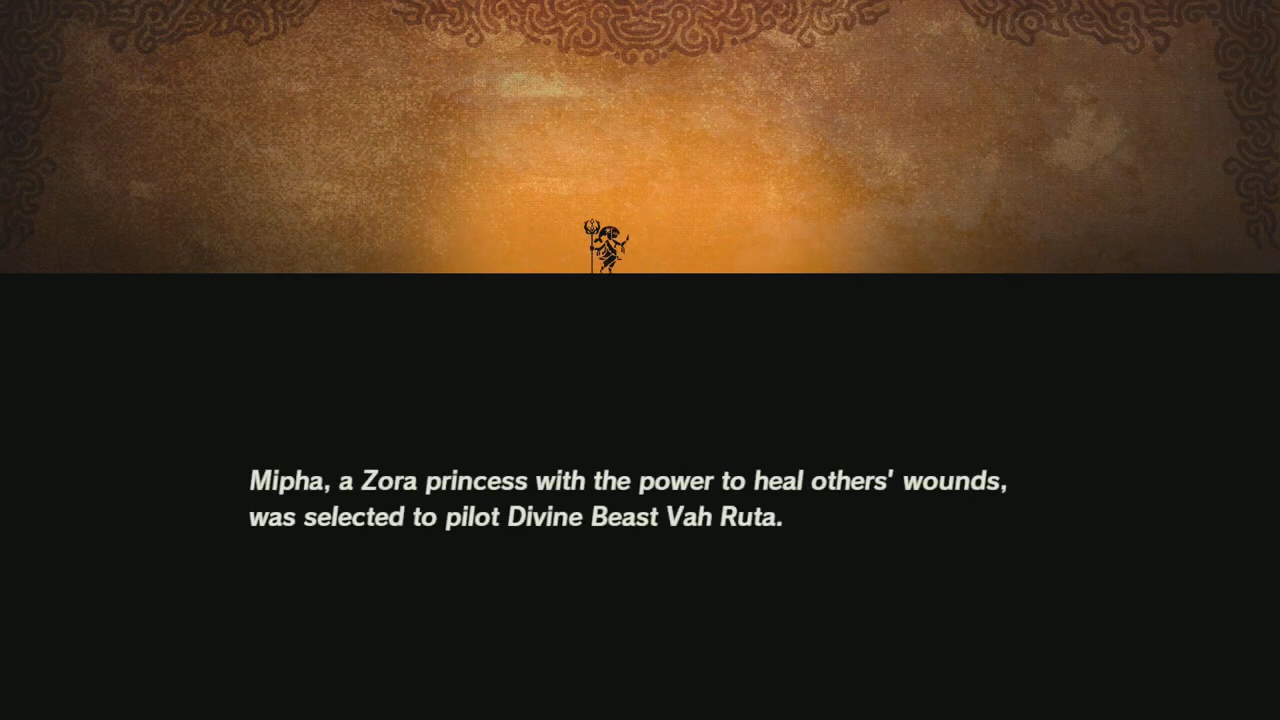 Mipha, a Zora princess with the power to heal others' wounds,
was selected to pilot Divine Beast Vah Ruta.